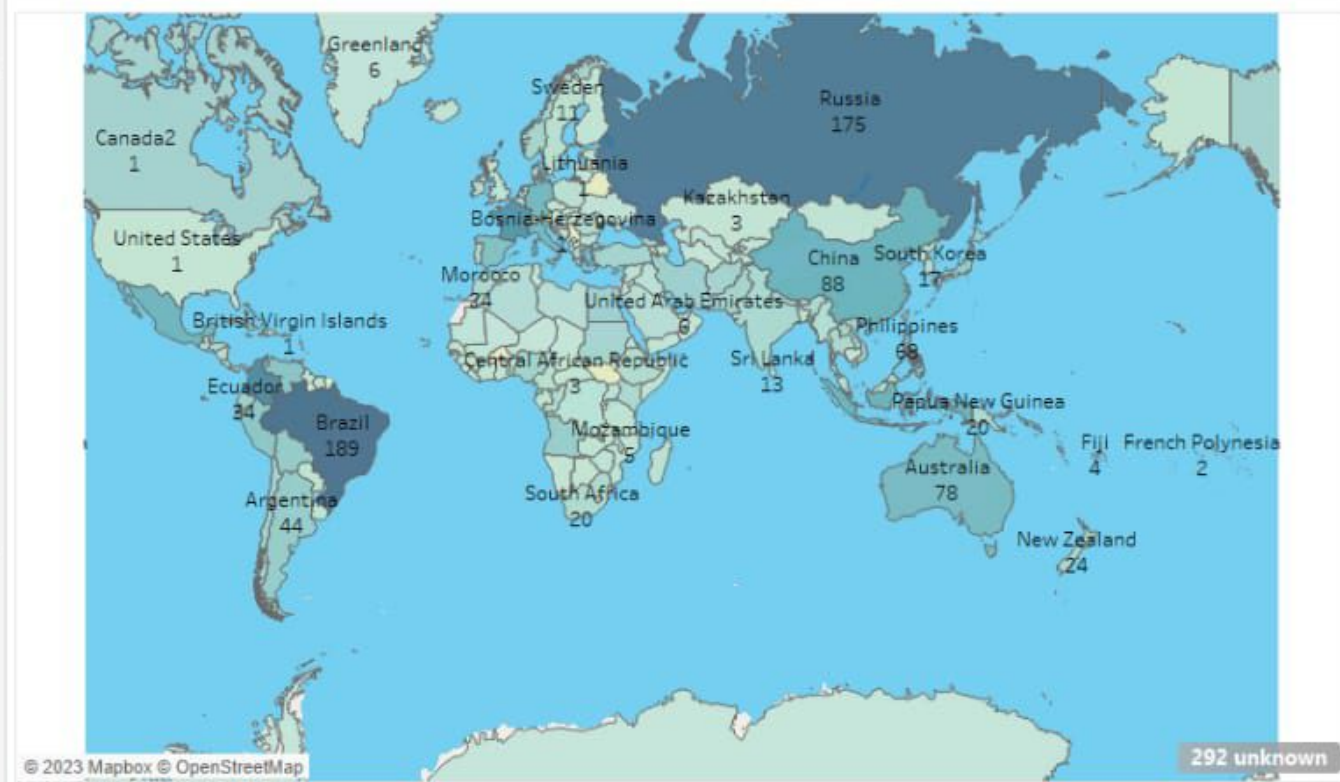 Greenland
6
Sweden
11
Russia
175
Canada2
1
Lithuania
1
Kazakhstan
3
Bosnia-Herzegovina
United States
1
China
88
South Korea
17
Morocco
24
United Arab Emirates
6
British Virgin Islands
1
Philippines
68
Central African Republic
3
Sri Lanka
13
Ecuador
34
Brazil
189
Papua New Guinea
20
Mozambique
5
Fiji
4
French Polynesia
2
Australia
78
Argentina
44
South Africa
20
New Zealand
24
© 2023 Mapbox © OpenStreetMap
292 unknown